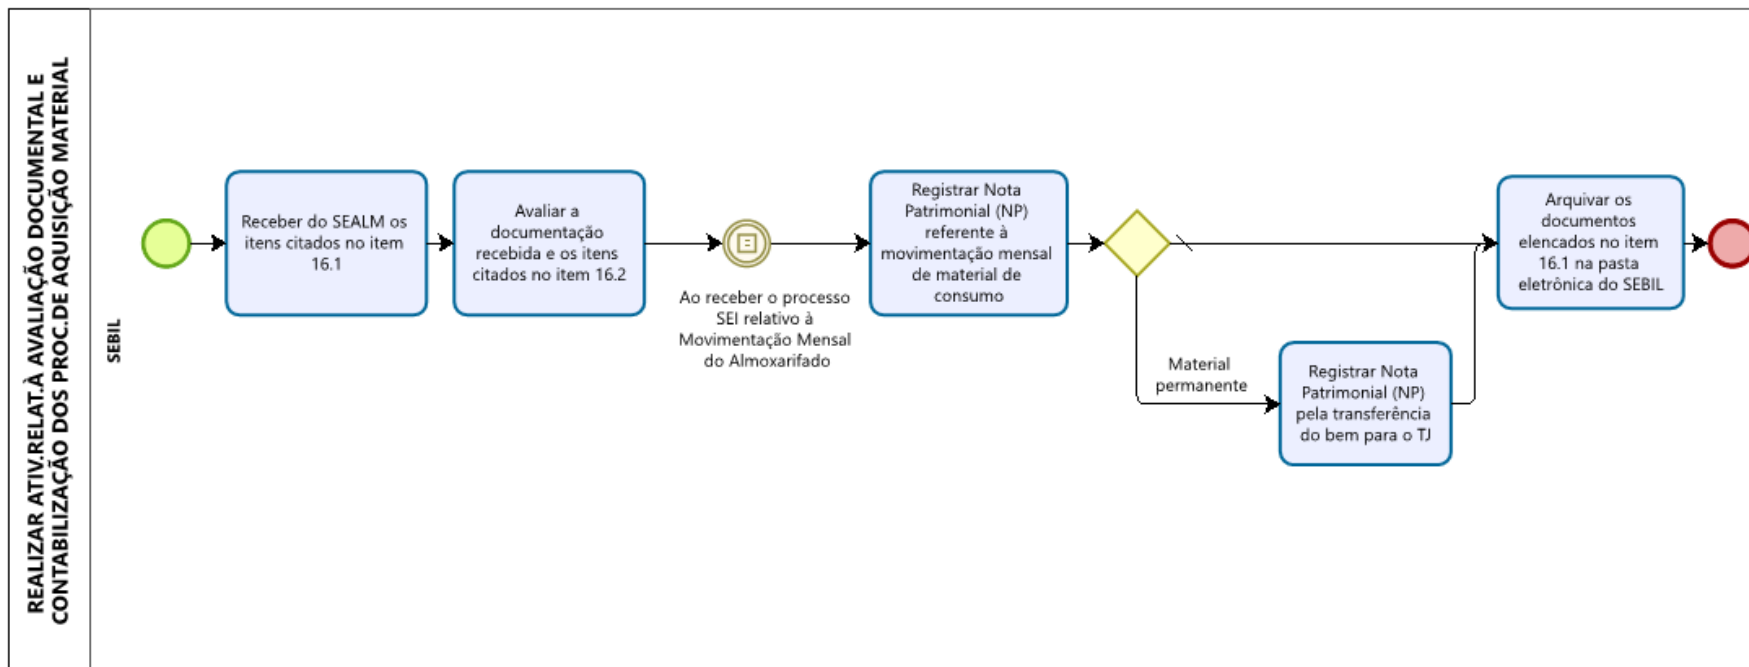 REALIZAR ATIV.RELAT.À AVALIAÇÃO DOCUMENTAL E
CONTABILIZAÇÃO DOS PROC.DE AQUISIÇÃO MATERIAL
SEBIL
Receber do SEALM os
itens citados no item
16.1
Avaliar a
documentação
recebida e os itens
citados no item 16.2
Ao receber o processo
SEI relativo à
Movimentação Mensal
do Almoxarifado
Registrar Nota
Patrimonial (NP)
referente à
movimentação mensal
de material de
consumo
Material
permanente
Registrar Nota
Patrimonial (NP)
pela transferência
do bem para o TJ
Arquivar os
documentos
elencados no item
16.1 na pasta
eletrônica do SEBIL